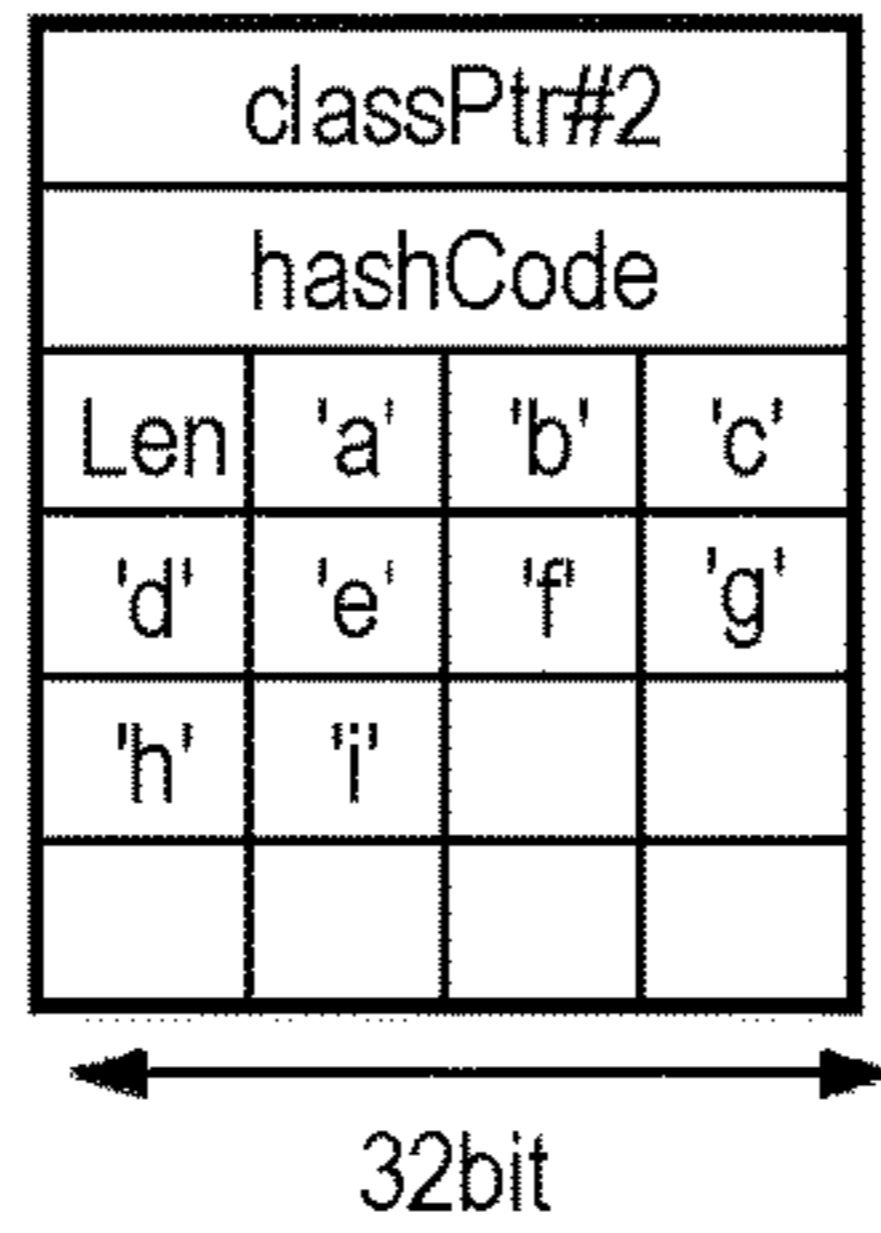 classPtr#2
hashCode
Len 'a' 'b' 'c'
'd' 'e' 'f' 'g'
'h' 'i'
32bit